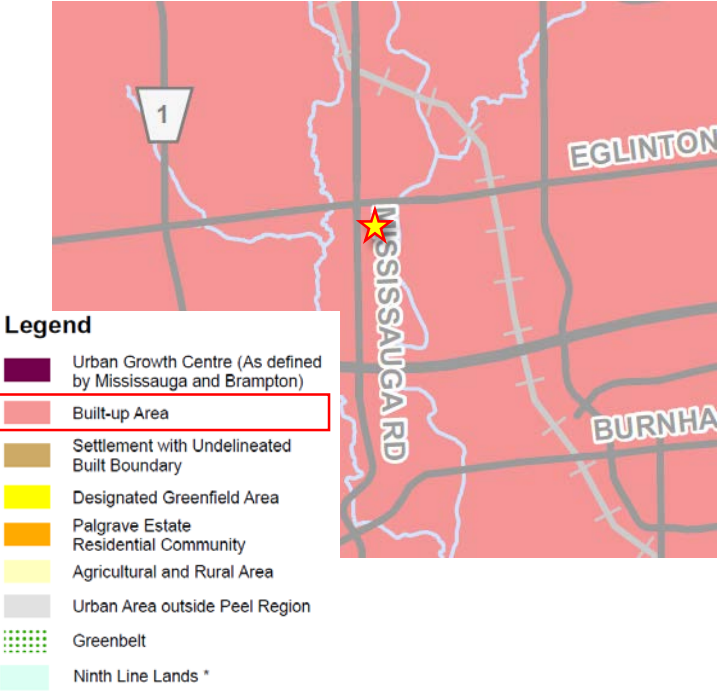 1
EGLINTON
MISSISSAUGA RD
BURNHA
Legend
Urban Growth Centre (As defined
by Mississauga and Brampton)
Built-up Area
Settlement with Undelineated
Built Boundary
Designated Greenfield Area
Palgrave Estate
Residential Community
Agricultural and Rural Area
Urban Area outside Peel Region
Greenbelt
Ninth Line Lands *